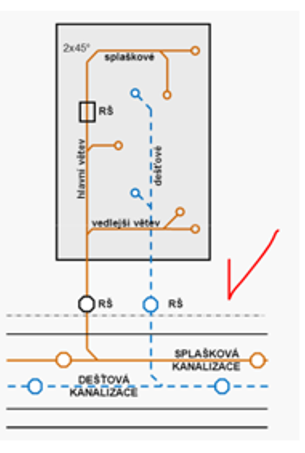 2x45°
splaškové
RŠ
hlavní větev
dešťové
vedlejší větev
RŠ
RŠ
SPLAŠKOVÁ
KANALIZACE
DEŠŤOVÁ
KANALIZACE